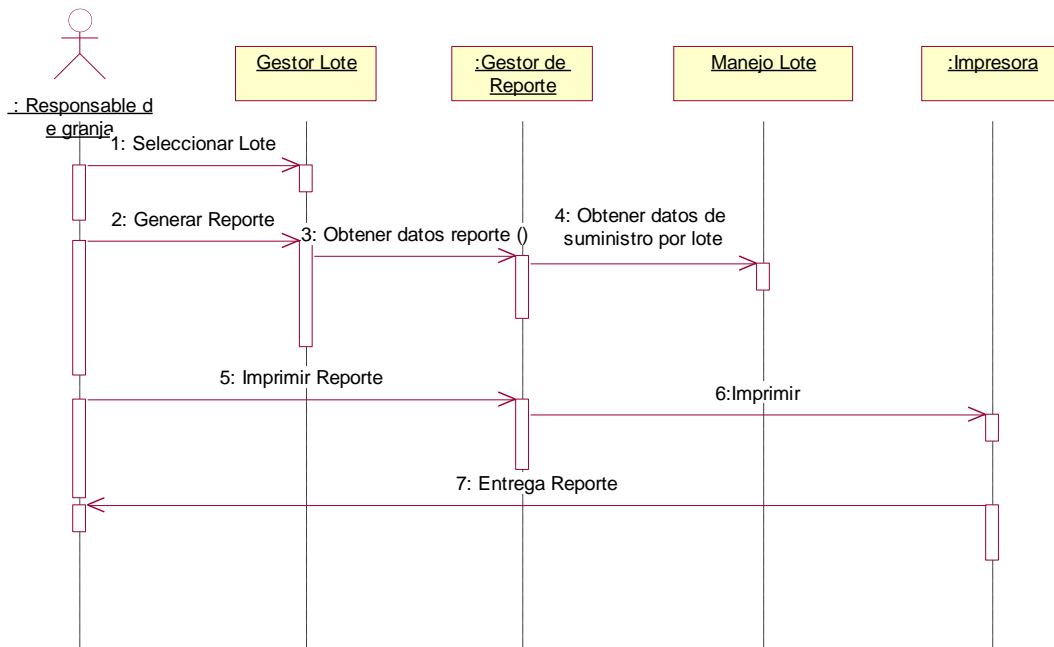 Gestor Lote
:Gestor de
Reporte
Manejo Lote
:Impresora
: Responsable d
e granja
1: Seleccionar Lote
2: Generar Reporte
3: Obtener datos reporte ()
4: Obtener datos de
suministro por lote
5: Imprimir Reporte
6:Imprimir
7: Entrega Reporte